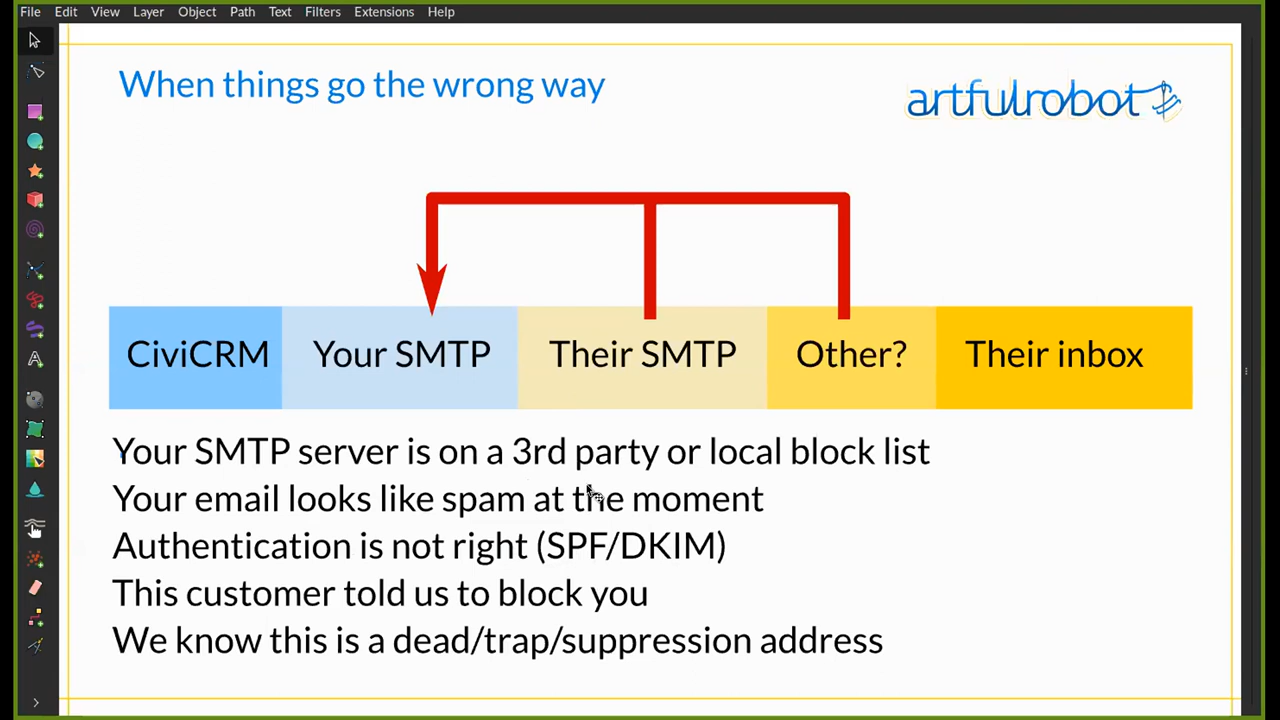 File Edit View Layer Object Path Text Filters Extensions Help
When things go the wrong way
artfulrobot
CiviCRM Your SMTP Their SMTP Other? Their inbox
Your SMTP server is on a 3rd party or local block list
Your email looks like spam at the moment
Authentication is not right (SPF/DKIM)
This customer told us to block you
We know this is a dead/trap/suppression address